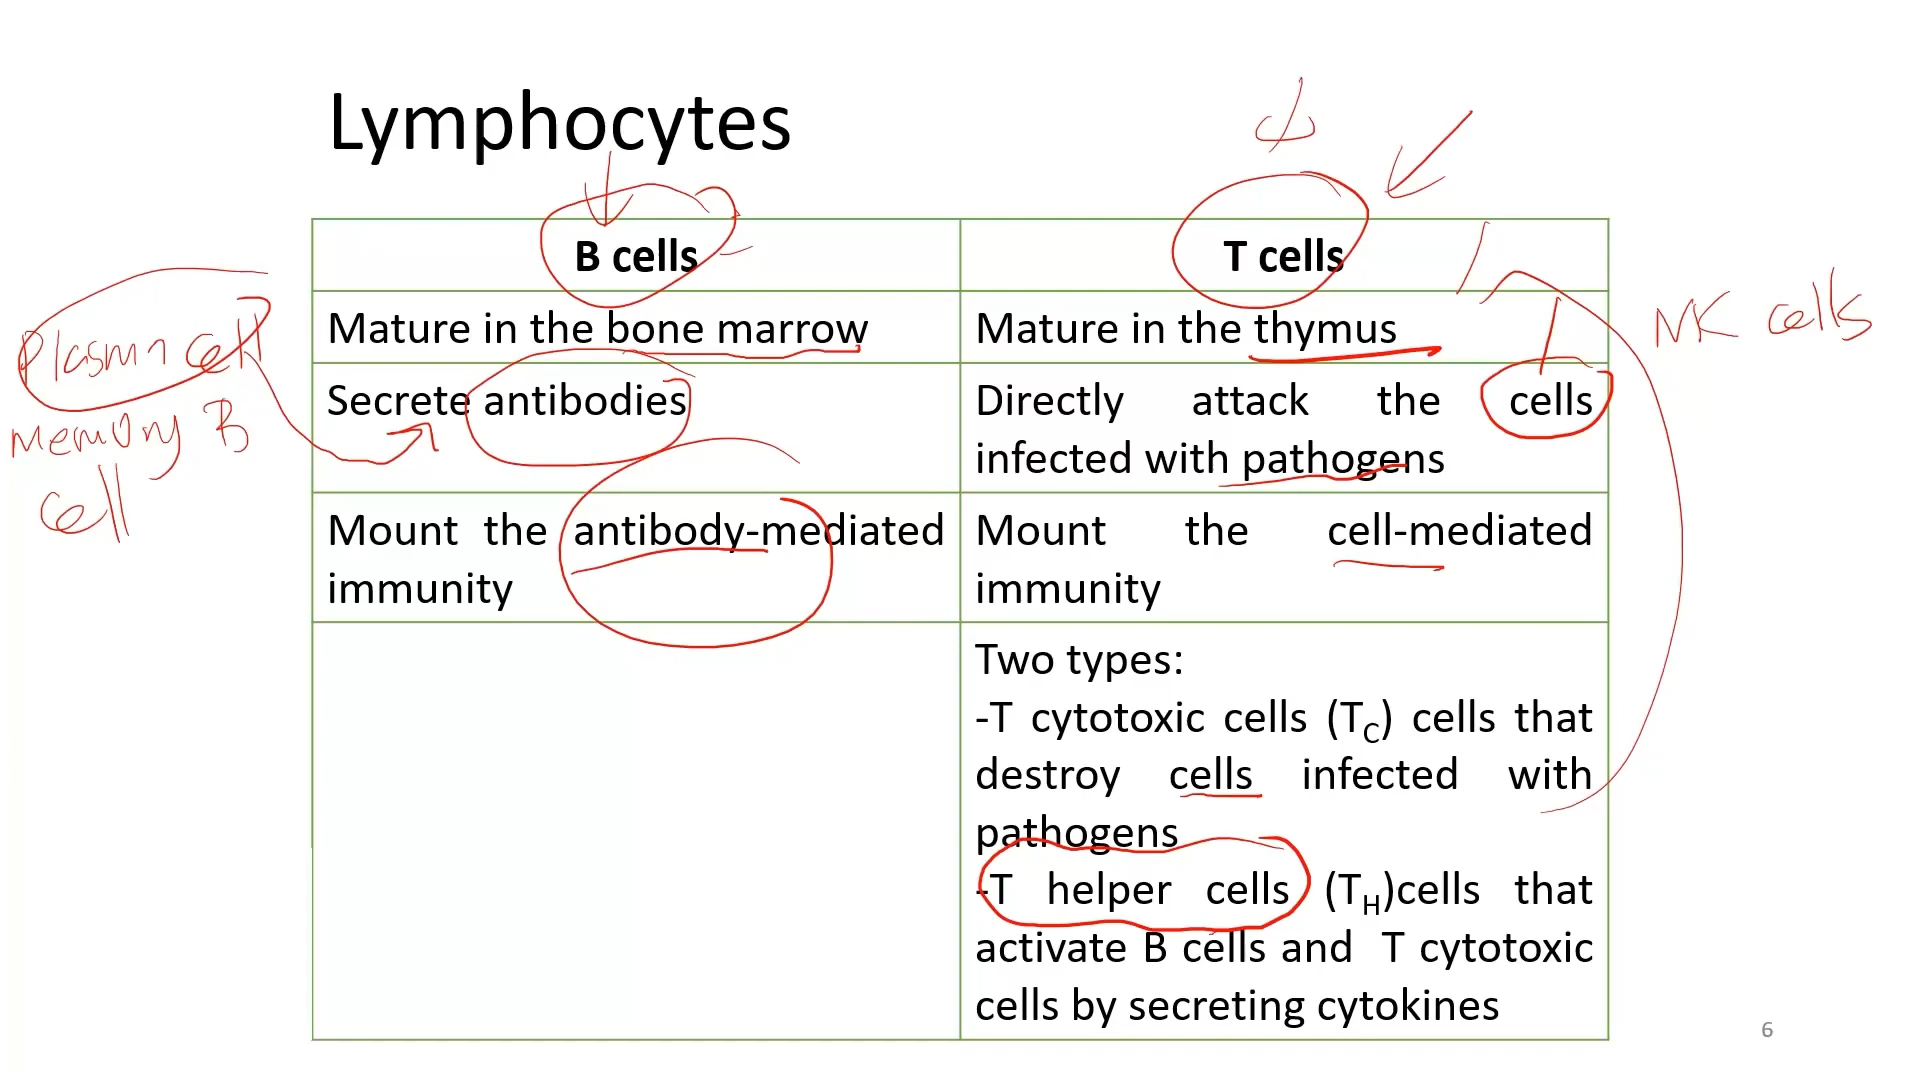 Lymphocytes
B cells
T cells
Mature in the bone marrow
Mature in the thymus
Secrete antibodies
Directly attack the cells
infected with pathogens
Mount the antibody-mediated
immunity
Mount the cell-mediated
immunity
Two types:
-T cytotoxic cells (TC) cells that
destroy cells infected with
pathogens
-T helper cells (TH)cells that
activate B cells and T cytotoxic
cells by secreting cytokines
Plasma cell
memory B
cell
NK cells
6